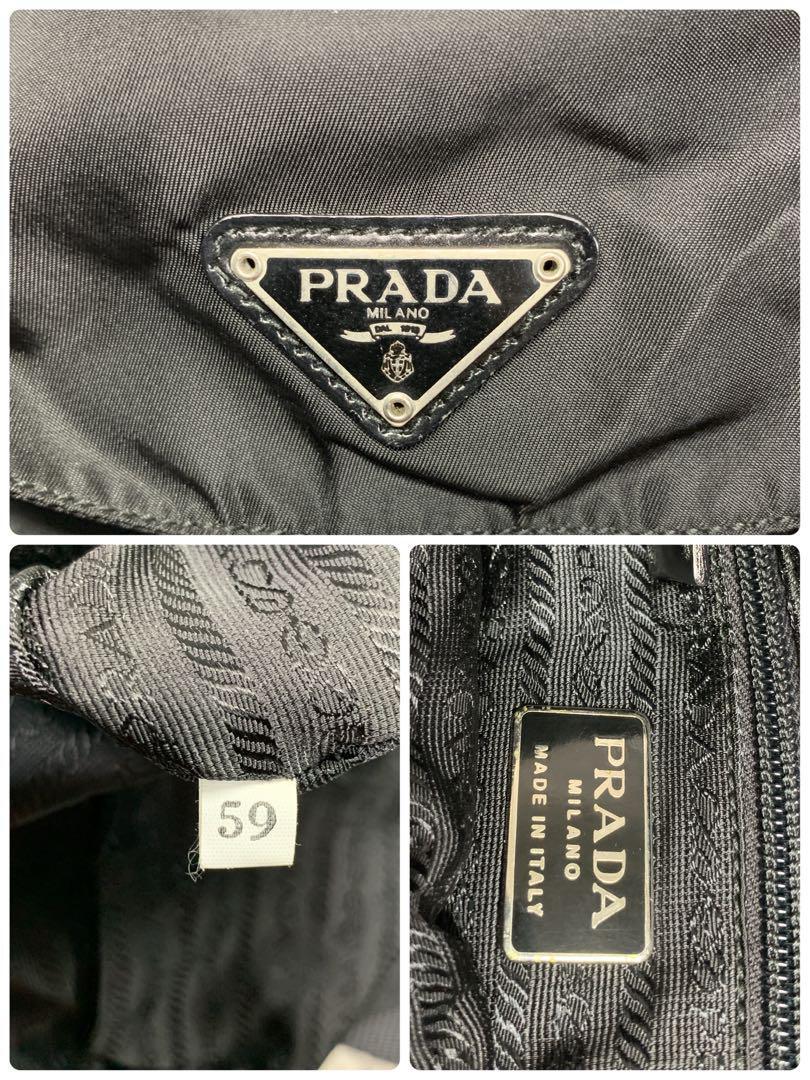 PRADA
MILANO
DAL 1913
59
PRADA
MILANO
MADE IN ITALY